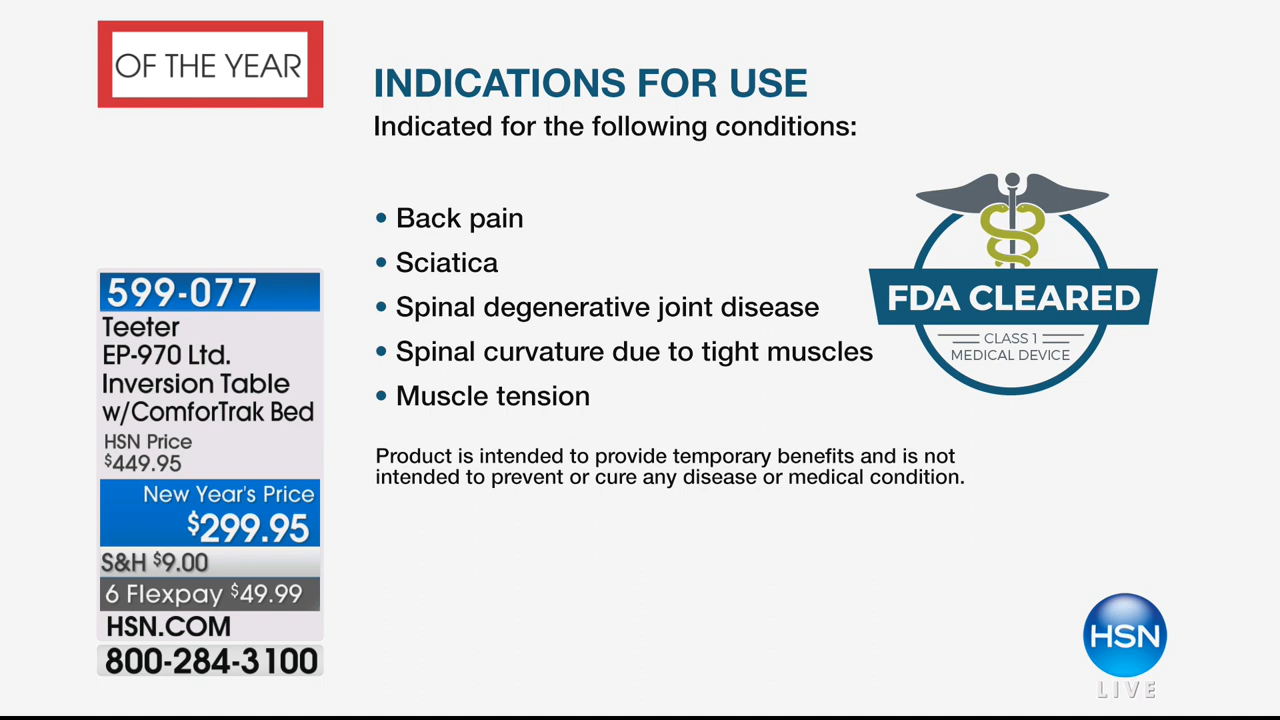 OF THE YEAR
INDICATIONS FOR USE
Indicated for the following conditions:
• Back pain
• Sciatica
• Spinal degenerative joint disease
• Spinal curvature due to tight muscles
• Muscle tension
Product is intended to provide temporary benefits and is not
intended to prevent or cure any disease or medical condition.
FDA CLEARED
CLASS 1
MEDICAL DEVICE
599-077
Teeter
EP-970 Ltd.
Inversion Table
w/ComforTrak Bed
HSN Price
$449.95
New Year's Price
$299.95
S&H $9.00
6 Flexpay $49.99
HSN.COM
800-284-3100
HSN
LIVE